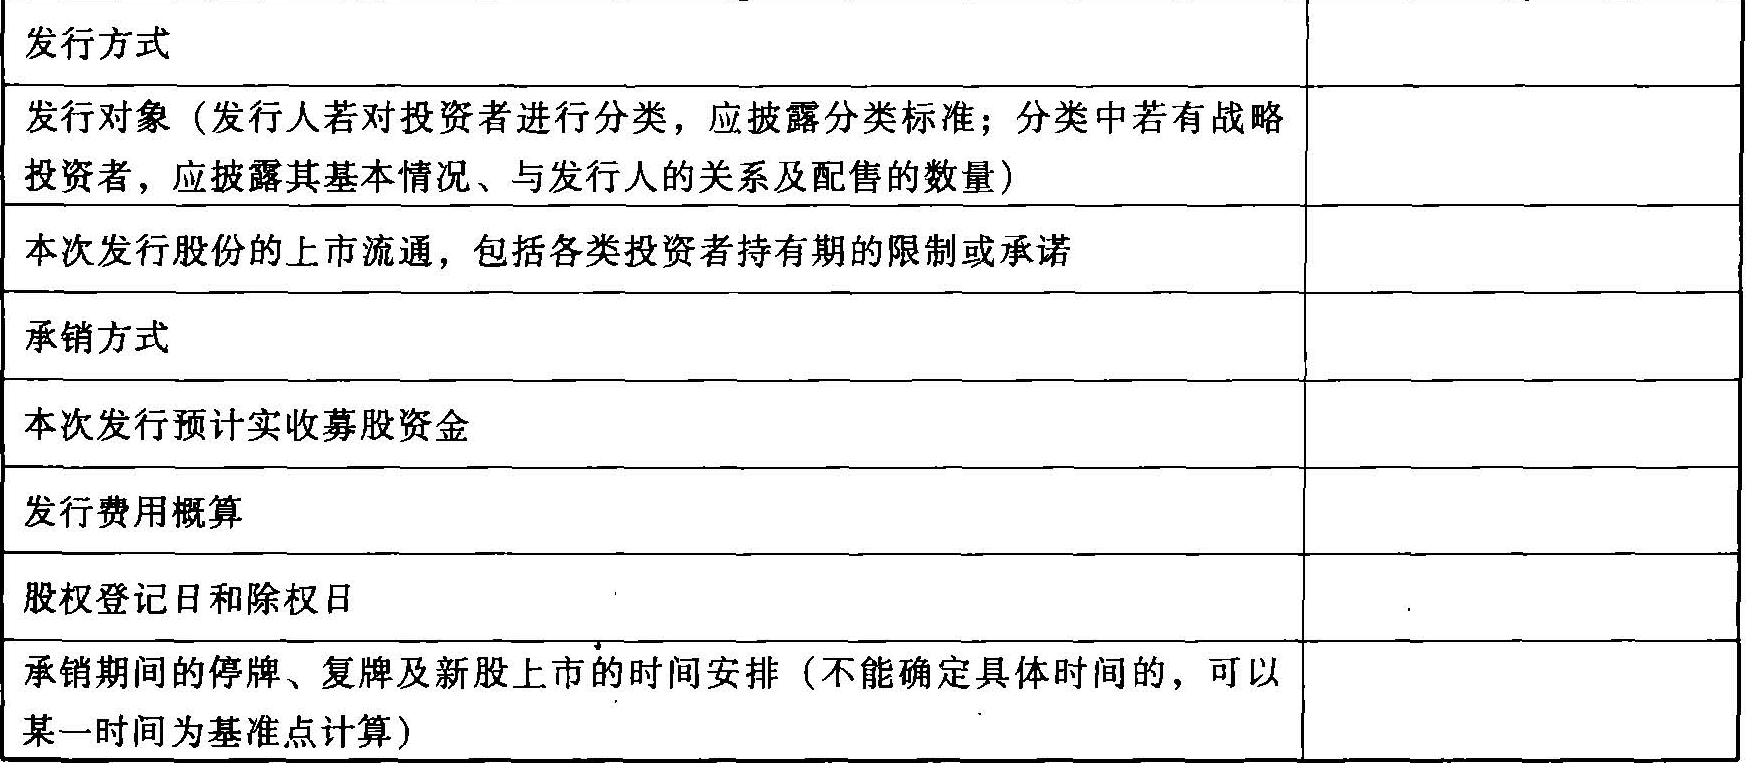 发行方式
发行对象（发行人若对投资者进行分类，应披露分类标准；分类中若有战略
投资者，应披露其基本情况、与发行人的关系及配售的数量）
本次发行股份的上市流通，包括各类投资者持有期的限制或承诺
承销方式
本次发行预计实收募股资金
发行费用概算
股权登记日和除权日
承销期间的停牌、复牌及新股上市的时间安排（不能确定具体时间的，可以
某一时间为基准点计算）